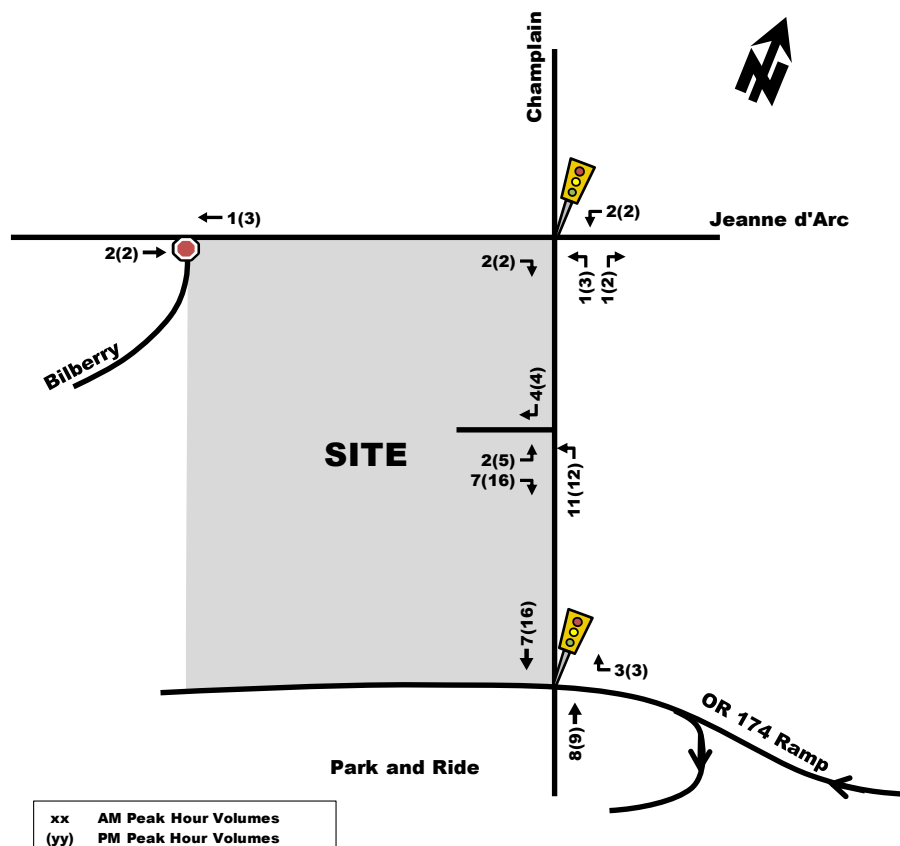 Champlain
N
1(3)
2(2)
Jeanne d'Arc
2(2)
2(2)
1(3)
1(2)
Bilberry
4(4)
SITE
2(5)
7(16)
11(12)
7(16)
3(3)
OR 174 Ramp
8(9)
Park and Ride
xx AM Peak Hour Volumes
(yy) PM Peak Hour Volumes